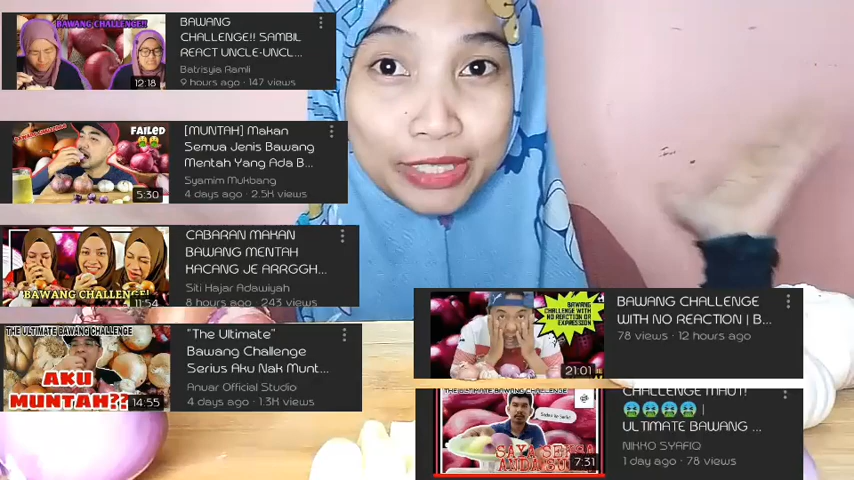 BAWANG CHALLENGE!!
12:18
BAWANG
CHALLENGE!! SAMBIL
REACT UNCLE-UNCL...
Batrisyia Ramli
9 hours ago · 147 views
FAILED
5:30
[MUNTAH] Makan
Semua Jenis Bawang
Mentah Yang Ada B...
Syamim Mukbang
4 days ago · 2.5K views
BAWANG CHALLENGE!
11:54
CABARAN MAKAN
BAWANG MENTAH
KACANG JE ARRGGH...
Siti Hajar Adawiyah
8 hours ago · 243 views
THE ULTIMATE BAWANG CHALLENGE
AKU
MUNTAH??
14:55
"The Ultimate"
Bawang Challenge
Serius Aku Nak Munt...
Anuar Official Studio
4 days ago · 1.3K views
BAWANG
CHALLENGE WITH
NO REACTION OR
EXPRESSION
21:01
BAWANG CHALLENGE
WITH NO REACTION | B...
78 views · 12 hours ago
THE ULTIMATE BAWANG CHALLENGE
7:31
CHALLENGE MAUT!
🤮🤮🤮🤮 |
ULTIMATE BAWANG ...
NIKKO SYAFIQ
1 day ago · 78 views